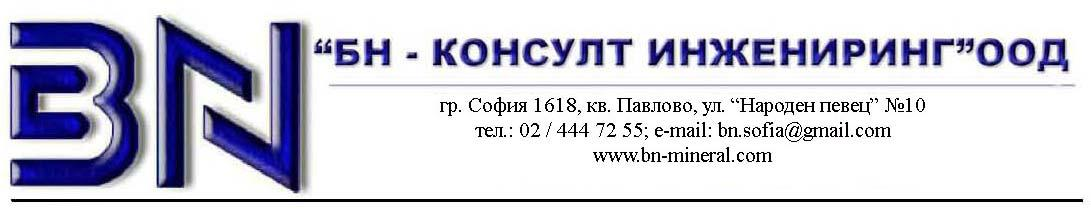 BN
“БН - КОНСУЛТ ИНЖЕНИРИНГ”ООД
гр. София 1618, кв. Павлово, ул. “Народен певец” №10
тел.: 02 / 444 72 55; e-mail: bn.sofia@gmail.com
www.bn-mineral.com